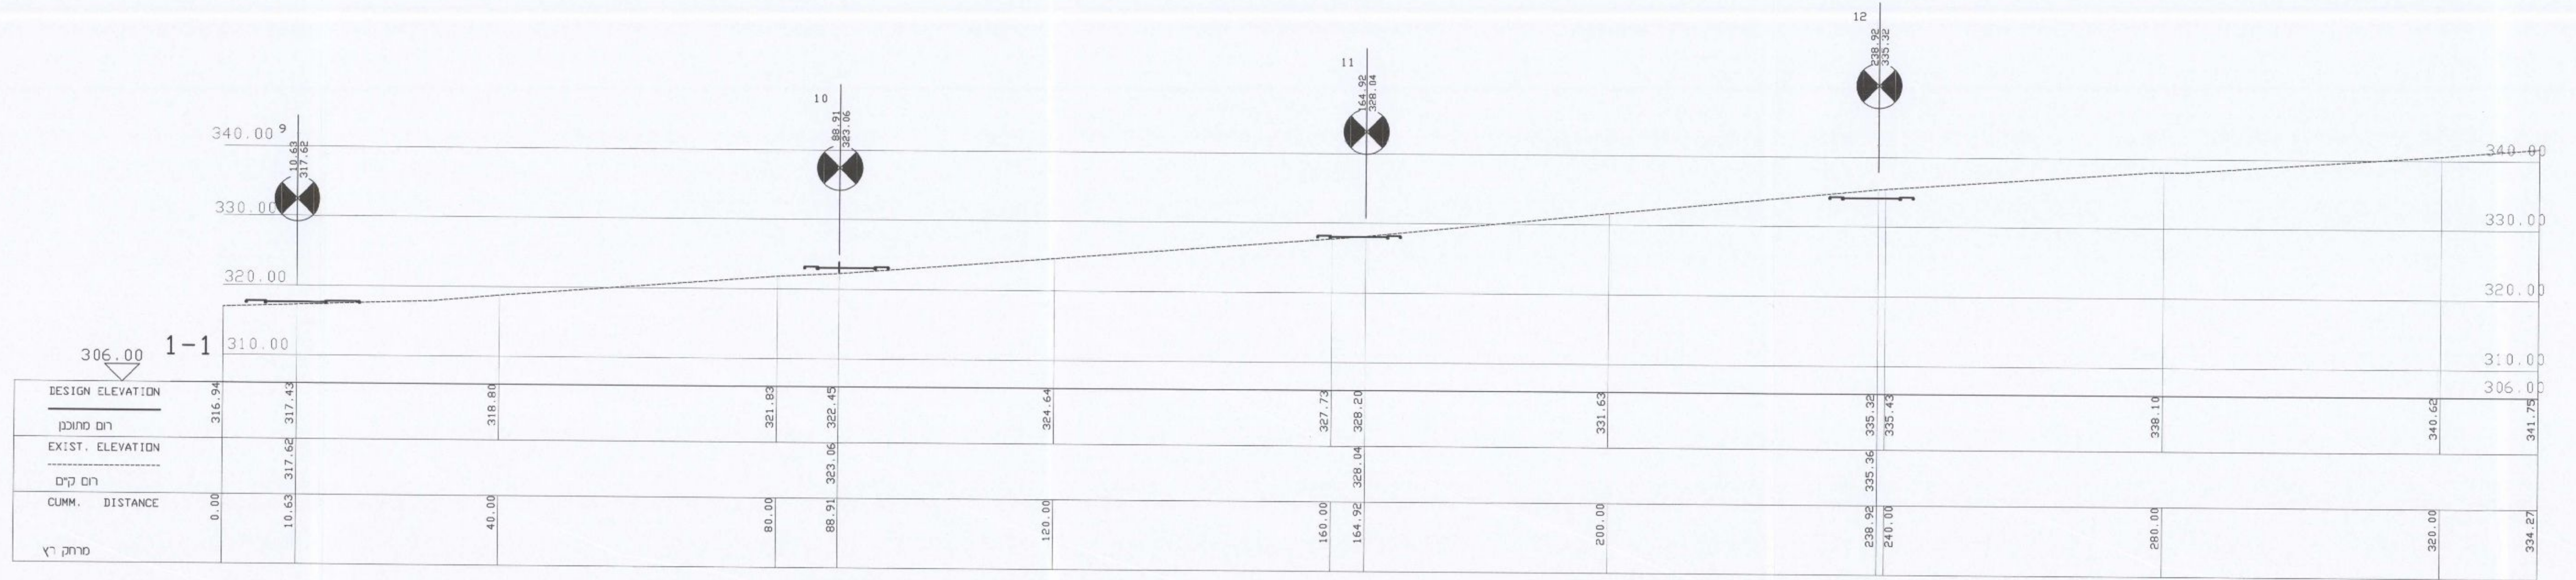 12
238.92
335.32
11
164.92
328.04
10
88.91
323.06
9
10.63
317.62
340.00 340.00
330.00 330.00
320.00 320.00
1-1 310.00 310.00
306.00 306.00
DESIGN ELEVATION
רום מתוכנן
316.94 317.43 318.80 321.83 322.45 324.64 327.73 328.20 331.63 335.32 335.43 338.10 340.62 341.75
EXIST. ELEVATION
רום קיים
317.62 323.06 328.04 335.36
CUMM. DISTANCE
מרחק רץ
0.00 10.63 40.00 80.00 88.91 120.00 160.00 164.92 200.00 238.92 240.00 280.00 320.00 334.27